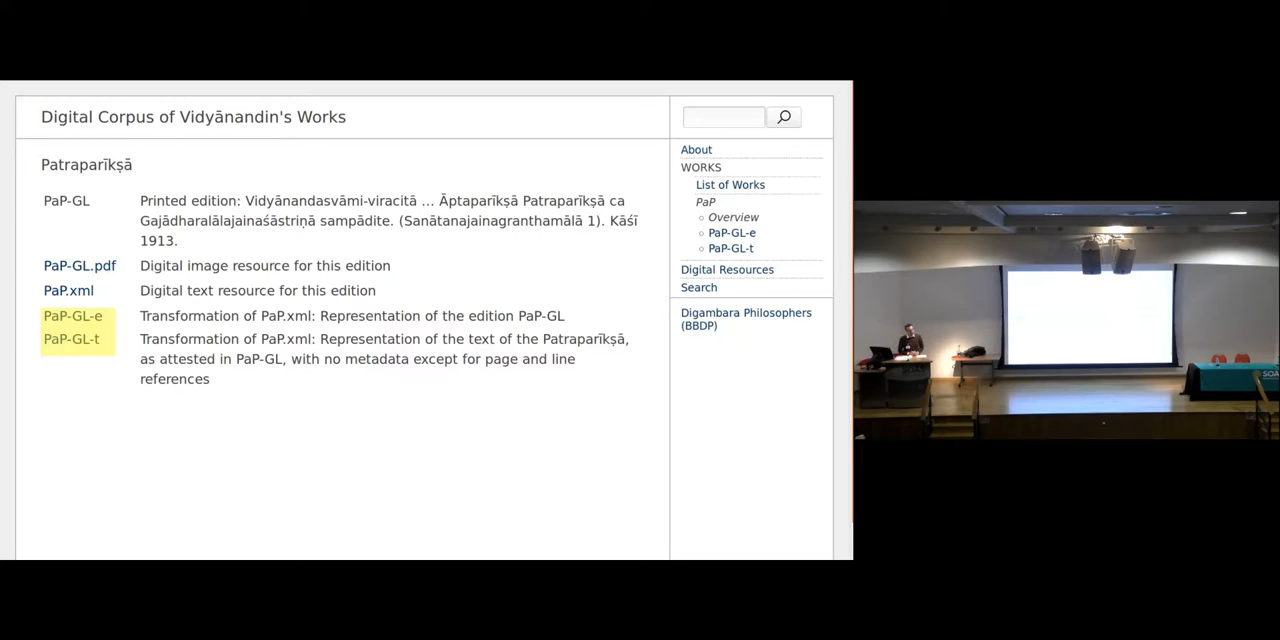 Digital Corpus of Vidyānandin's Works
Patraparīkṣā
PaP-GL Printed edition: Vidyānandasvāmi-viracitā ... Āptaparīkṣā Patraparīkṣā ca
Gajādharalālajainaśāstriṇā sampādite. (Sanātanajainagranthamālā 1). Kāśī
1913.
PaP-GL.pdf Digital image resource for this edition
PaP.xml Digital text resource for this edition
PaP-GL-e Transformation of PaP.xml: Representation of the edition PaP-GL
PaP-GL-t Transformation of PaP.xml: Representation of the text of the Patraparīkṣā,
as attested in PaP-GL, with no metadata except for page and line
references
About
WORKS
List of Works
PaP
Overview
PaP-GL-e
PaP-GL-t
Digital Resources
Search
Digambara Philosophers
(BBDP)
SOA